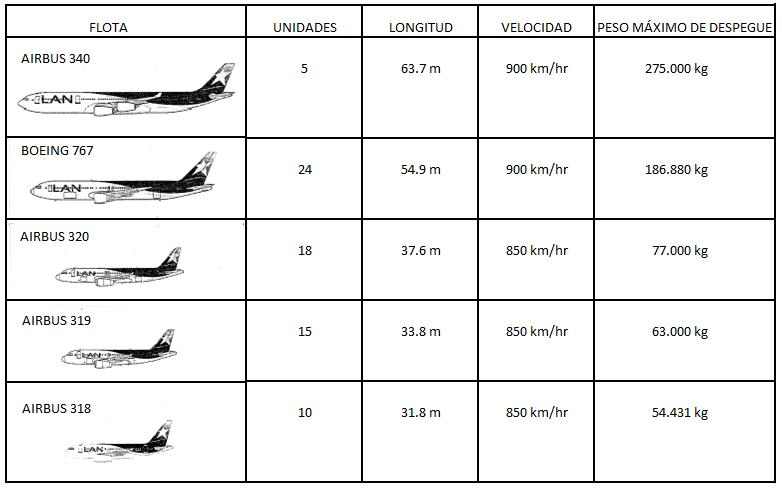 FLOTA UNIDADES LONGITUD VELOCIDAD PESO MÁXIMO DE DESPEGUE
AIRBUS 340 5 63.7 m 900 km/hr 275.000 kg
LAN
BOEING 767 24 54.9 m 900 km/hr 186.880 kg
LAN
AIRBUS 320 18 37.6 m 850 km/hr 77.000 kg
LAN
AIRBUS 319 15 33.8 m 850 km/hr 63.000 kg
LAN
AIRBUS 318 10 31.8 m 850 km/hr 54.431 kg
LAN